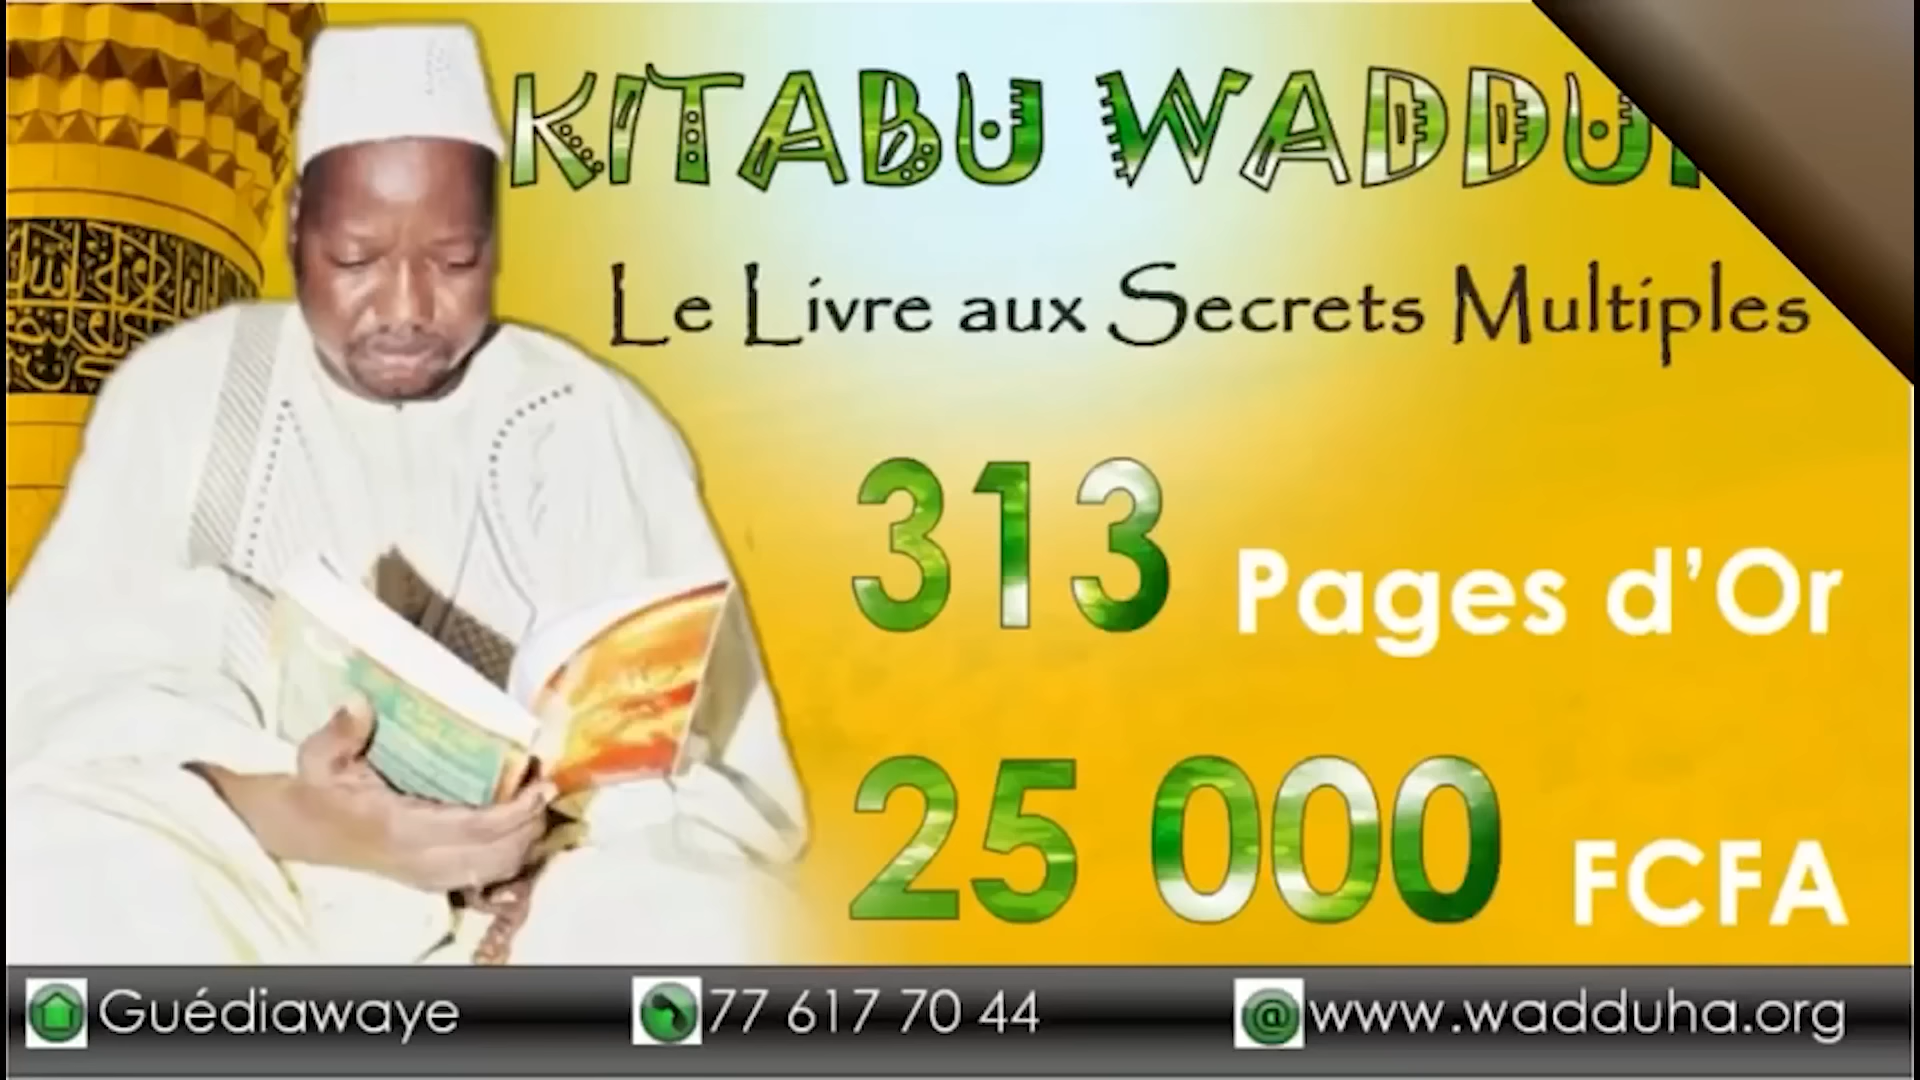 KITABU WADDU
Le Livre aux Secrets Multiples
313 Pages d'Or
25 000 FCFA
Guédiawaye 77 617 70 44 www.wadduha.org